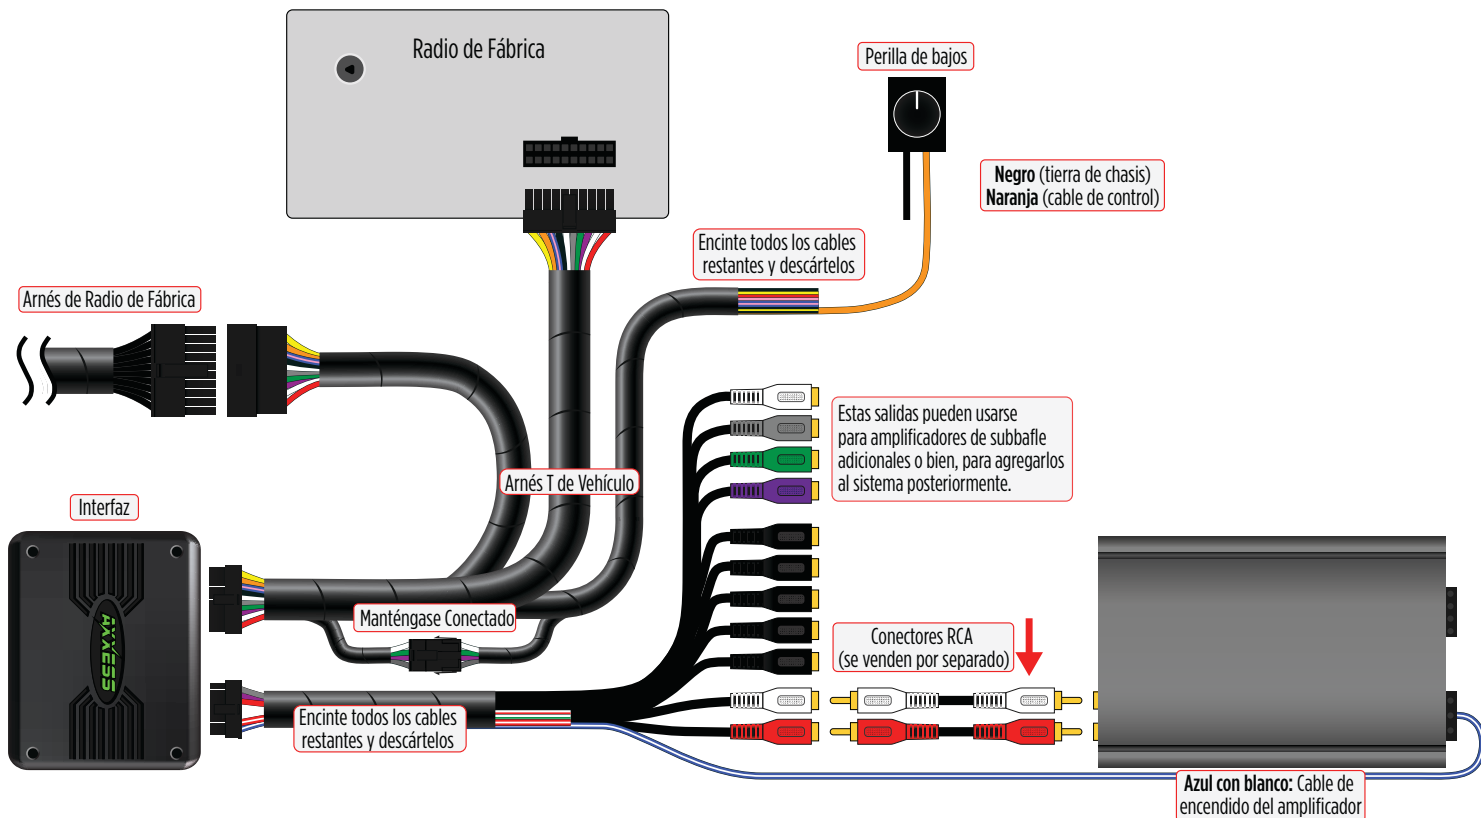 Radio de Fábrica
Perilla de bajos
Negro (tierra de chasis)
Naranja (cable de control)
Encinte todos los cables
restantes y descártelos
Arnés de Radio de Fábrica
Estas salidas pueden usarse
para amplificadores de subbafle
adicionales o bien, para agregarlos
al sistema posteriormente.
Arnés T de Vehículo
Interfaz
AXXESS
Manténgase Conectado
Conectores RCA
(se venden por separado)
Encinte todos los cables
restantes y descártelos
Azul con blanco: Cable de
encendido del amplificador